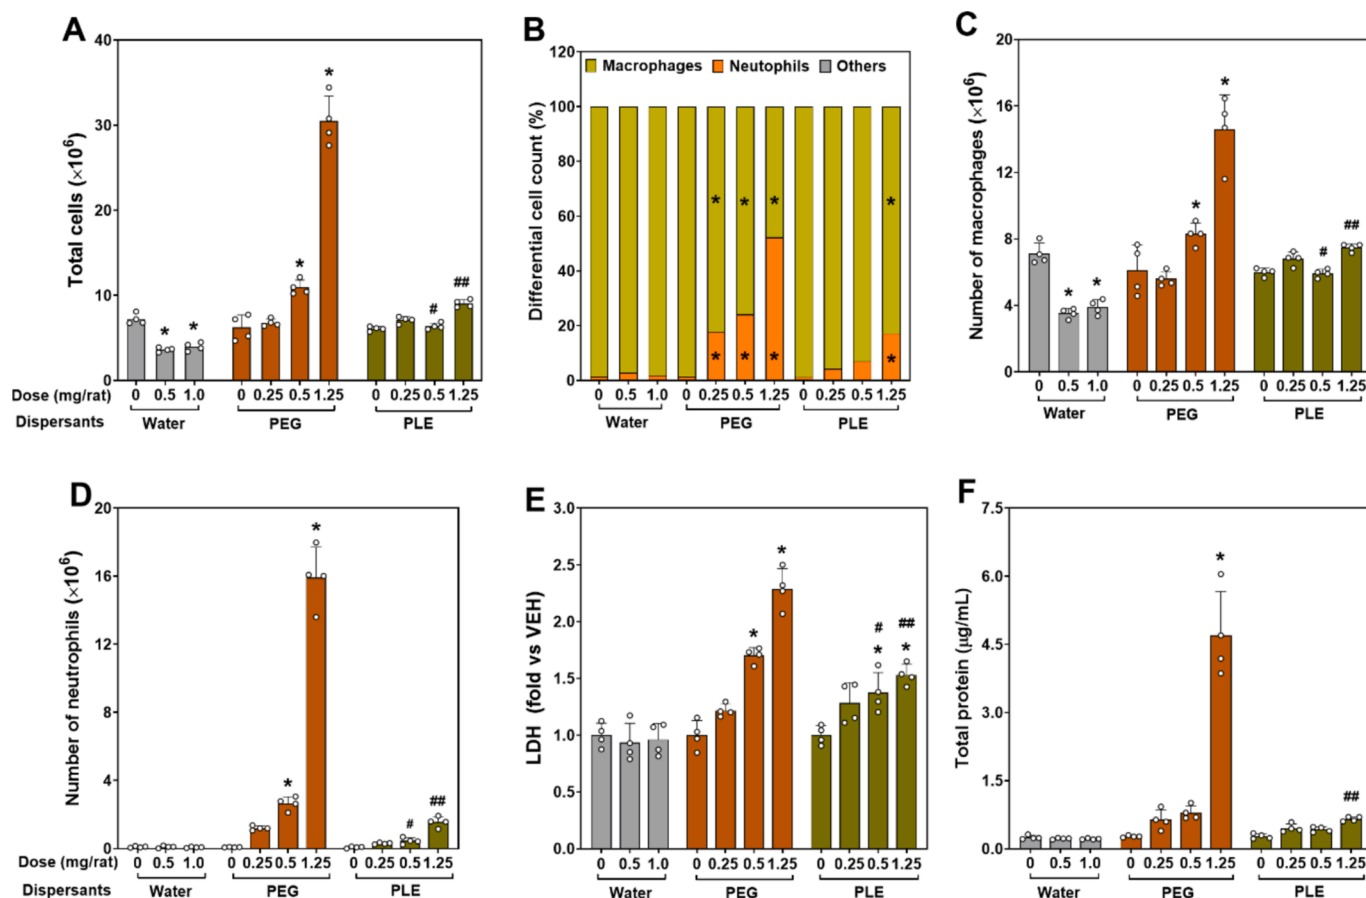 A
Total cells (×10⁶)
40
30
20
10
0
* * * * # ##
0 0.5 1.0 0 0.25 0.5 1.25 0 0.25 0.5 1.25
Dose (mg/rat)
Dispersants
Water PEG PLE
B
Differential cell count (%)
120
100
80
60
40
20
0
Macrophages Neutophils Others
* * * *
* * * *
0 0.5 1.0 0 0.25 0.5 1.25 0 0.25 0.5 1.25
Water PEG PLE
C
Number of macrophages (×10⁶)
20
16
12
8
4
0
* * * * # ##
0 0.5 1.0 0 0.25 0.5 1.25 0 0.25 0.5 1.25
Water PEG PLE
D
Number of neutrophils (×10⁶)
20
16
12
8
4
0
* * # ##
0 0.5 1.0 0 0.25 0.5 1.25 0 0.25 0.5 1.25
Dose (mg/rat)
Dispersants
Water PEG PLE
E
LDH (fold vs VEH)
3.0
2.5
2.0
1.5
1.0
0.5
0.0
* * # ##
* *
0 0.5 1.0 0 0.25 0.5 1.25 0 0.25 0.5 1.25
Water PEG PLE
F
Total protein (µg/mL)
7.5
6.0
4.5
3.0
1.5
0.0
* ##
0 0.5 1.0 0 0.25 0.5 1.25 0 0.25 0.5 1.25
Water PEG PLE